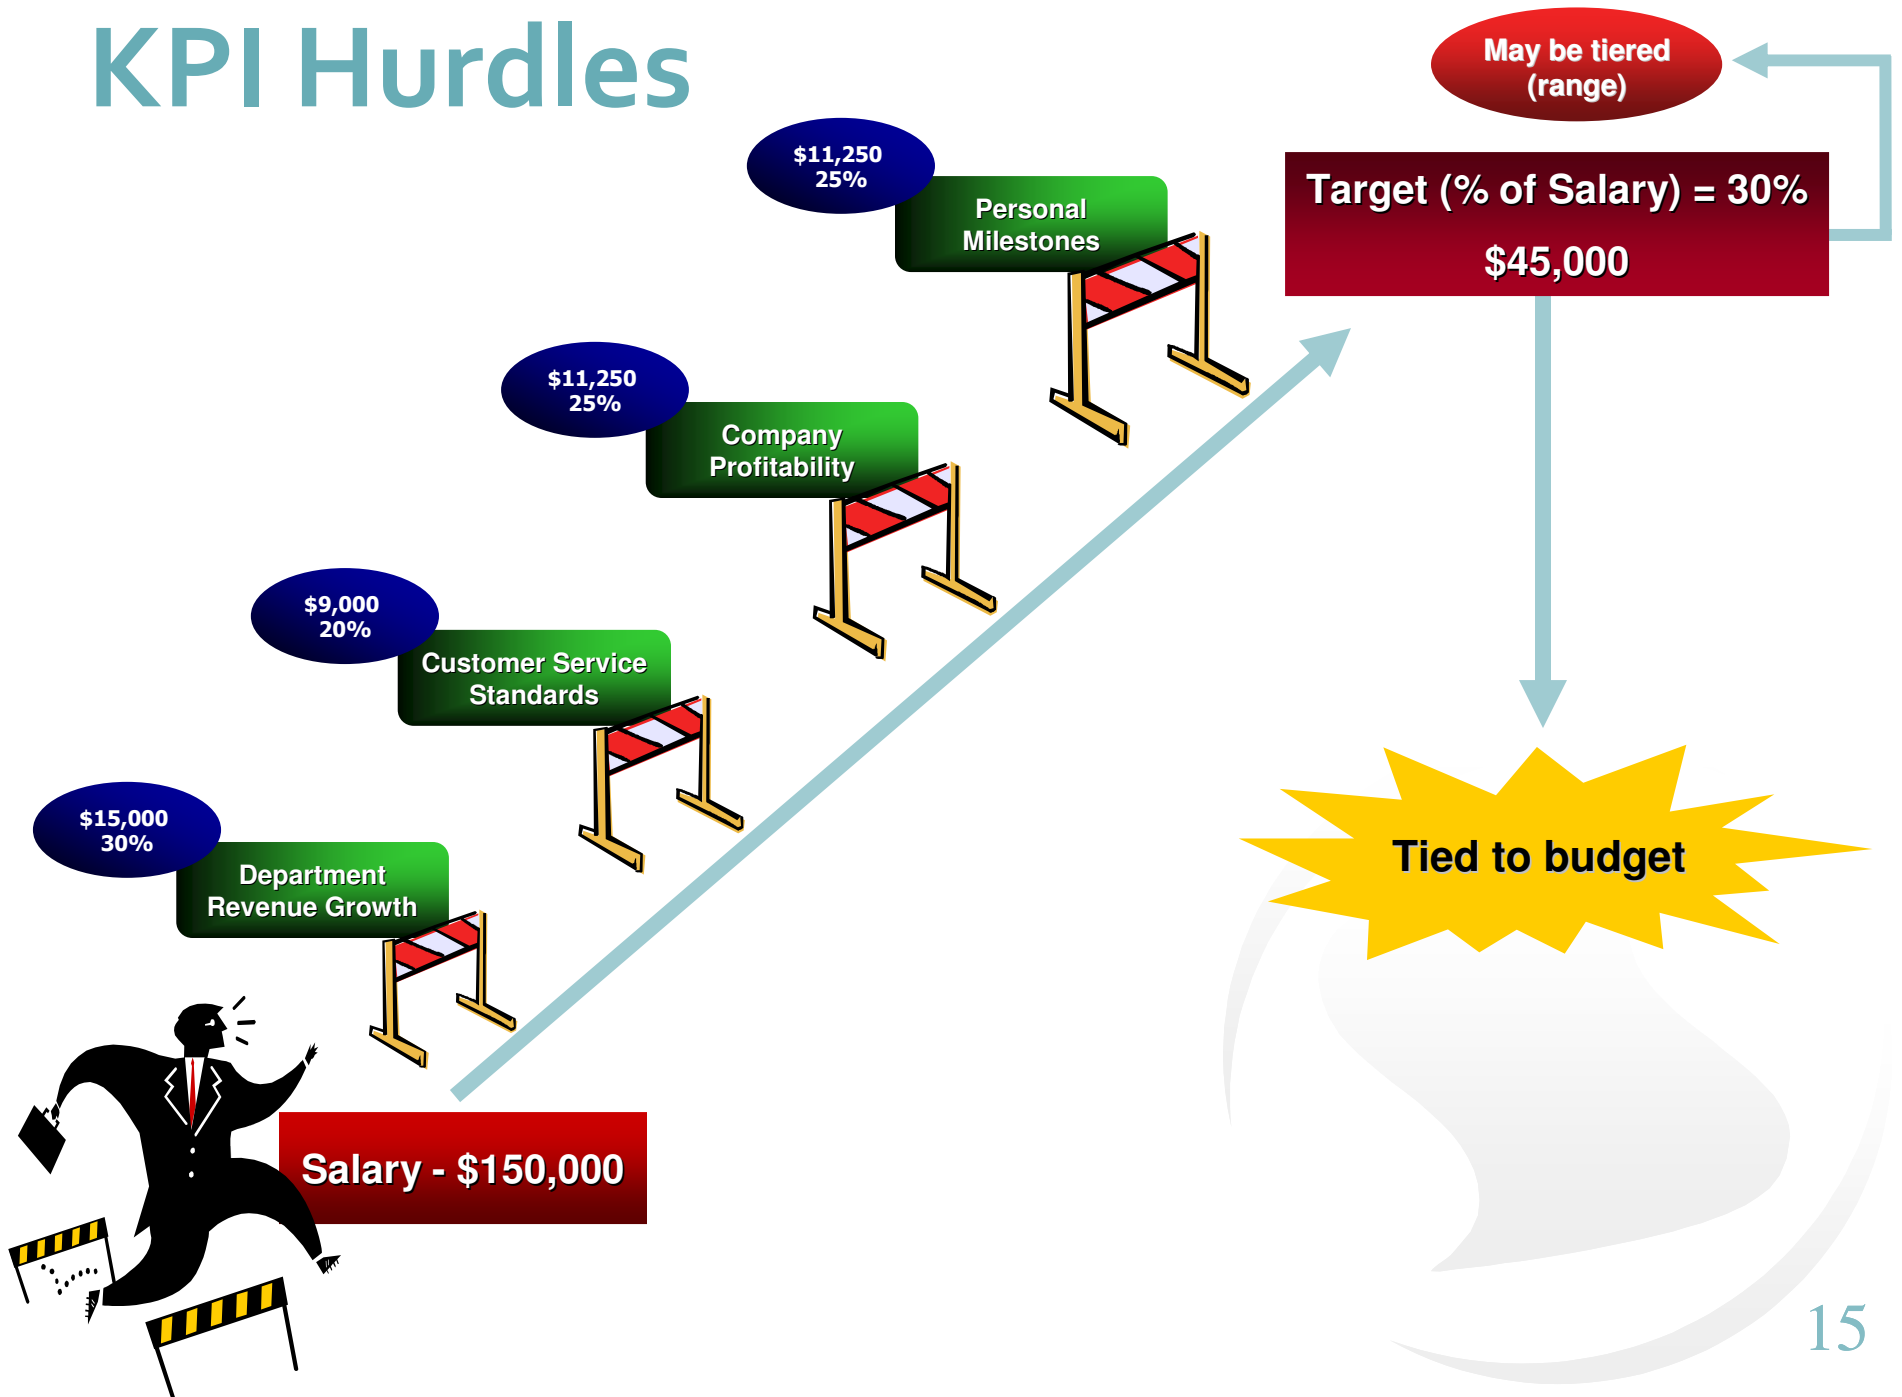 KPI Hurdles
May be tiered
(range)
Target (% of Salary) = 30%
$45,000
$11,250
25%
Personal
Milestones
$11,250
25%
Company
Profitability
$9,000
20%
Customer Service
Standards
$15,000
30%
Department
Revenue Growth
Tied to budget
Salary - $150,000
15